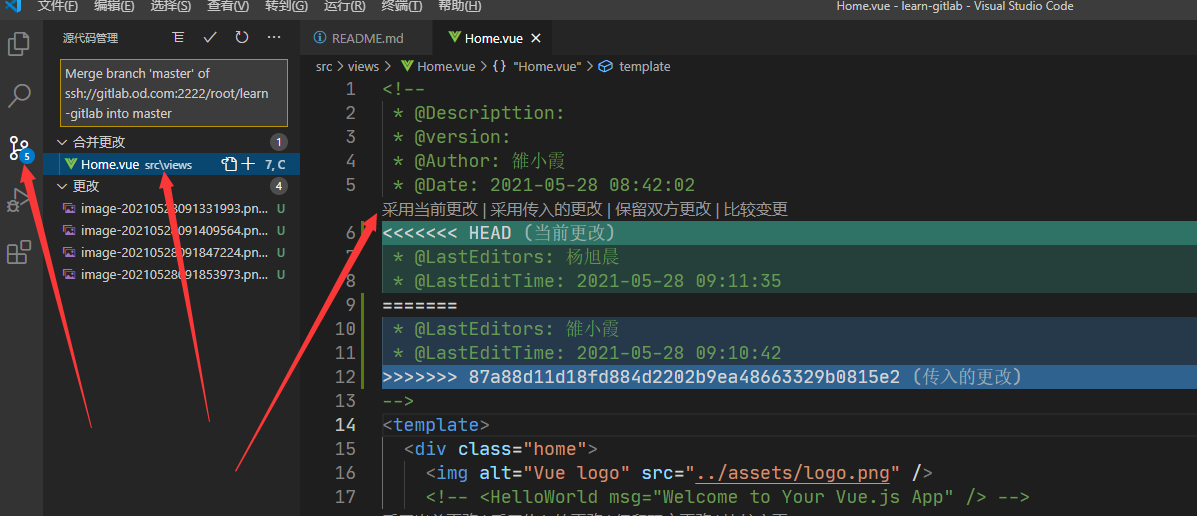 文件(F) 编辑(E) 选择(S) 查看(V) 转到(G) 运行(R) 终端(T) 帮助(H) Home.vue - learn-gitlab - Visual Studio Code
源代码管理
README.md Home.vue
src > views > Home.vue > {} "Home.vue" > template
Merge branch 'master' of
ssh://gitlab.od.com:2222/root/learn
-gitlab into master
合并更改 1
Home.vue src\views 7, C
更改 4
image-20210528091331993.pn... U
image-20210528091409564.pn... U
image-20210528091847224.pn... U
image-20210528091853973.pn... U
5
1 <!--
2 * @Descripttion:
3 * @version:
4 * @Author: 雒小霞
5 * @Date: 2021-05-28 08:42:02
采用当前更改 | 采用传入的更改 | 保留双方更改 | 比较变更
6 <<<<<<< HEAD (当前更改)
7 * @LastEditors: 杨旭晨
8 * @LastEditTime: 2021-05-28 09:11:35
9 =======
10 * @LastEditors: 雒小霞
11 * @LastEditTime: 2021-05-28 09:10:42
12 >>>>>>> 87a88d11d18fd884d2202b9ea48663329b0815e2 (传入的更改)
13 -->
14 <template>
15 <div class="home">
16 <img alt="Vue logo" src="../assets/logo.png" />
17 <!-- <HelloWorld msg="Welcome to Your Vue.js App" /> -->